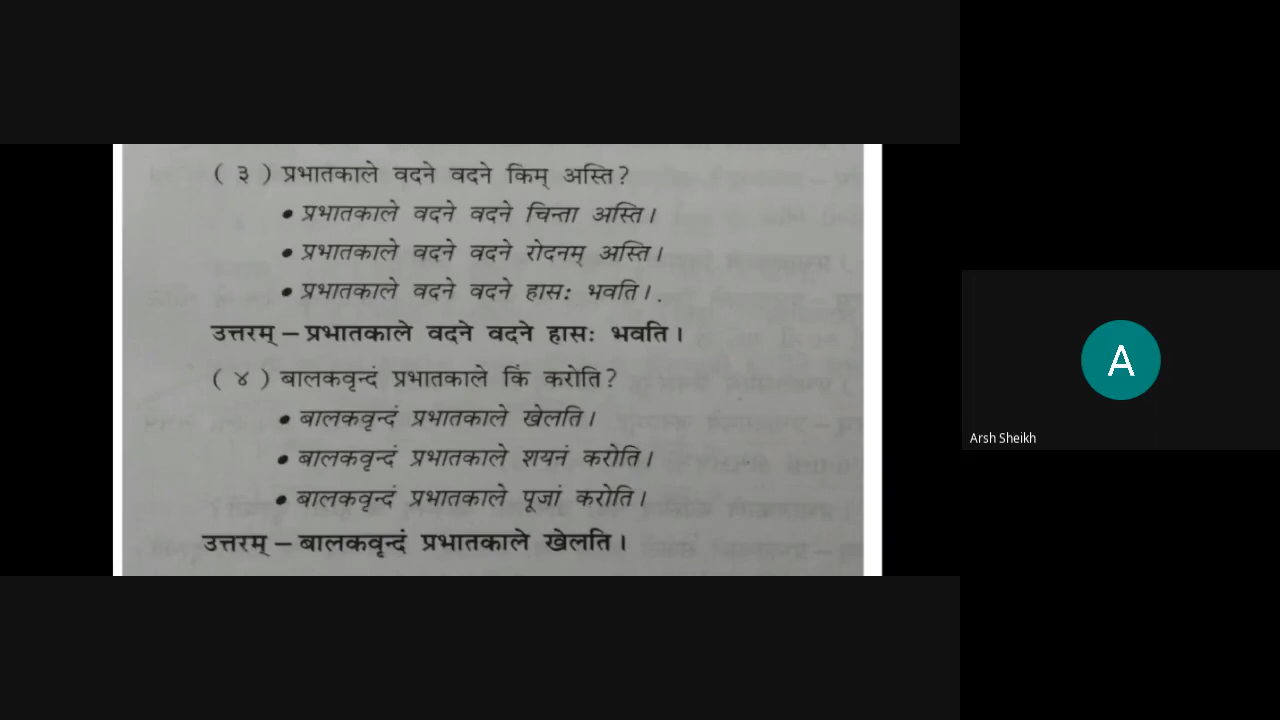 ( ३ ) प्रभातकाले वदने वदने किम् अस्ति?
• प्रभातकाले वदने वदने चिन्ता अस्ति।
• प्रभातकाले वदने वदने रोदनम् अस्ति।
• प्रभातकाले वदने वदने हासः भवति। .
उत्तरम् – प्रभातकाले वदने वदने हासः भवति ।
( ४ ) बालकवृन्दं प्रभातकाले किं करोति?
• बालकवृन्दं प्रभातकाले खेलति।
• बालकवृन्दं प्रभातकाले शयनं करोति।
• बालकवृन्दं प्रभातकाले पूजां करोति।
उत्तरम् – बालकवृन्दं प्रभातकाले खेलति ।
A
Arsh Sheikh